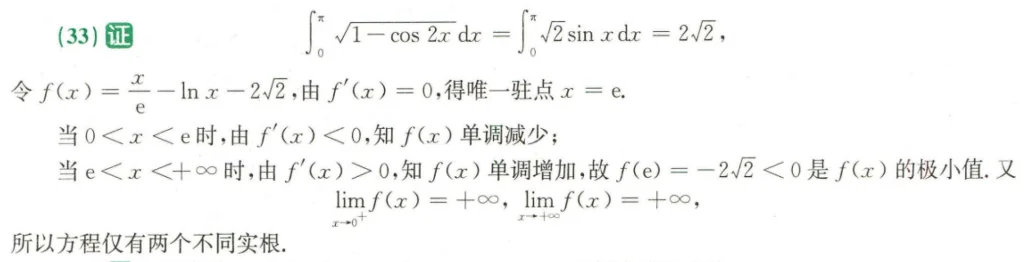 (33) 证 $\int_{0}^{\pi} \sqrt{1-\cos 2x}\,dx = \int_{0}^{\pi} \sqrt{2}\sin x\,dx = 2\sqrt{2}$,
令 $f(x)=\frac{x}{e}-\ln x-2\sqrt{2}$,由 $f'(x)=0$,得唯一驻点 $x=e$.
当 $0<x<e$ 时,由 $f'(x)<0$,知 $f(x)$ 单调减少;
当 $e<x<+\infty$ 时,由 $f'(x)>0$,知 $f(x)$ 单调增加,故 $f(e)=-2\sqrt{2}<0$ 是 $f(x)$ 的极小值. 又
$\lim_{x\to 0^{+}} f(x)=+\infty$, $\lim_{x\to +\infty} f(x)=+\infty$,
所以方程仅有两个不同实根.